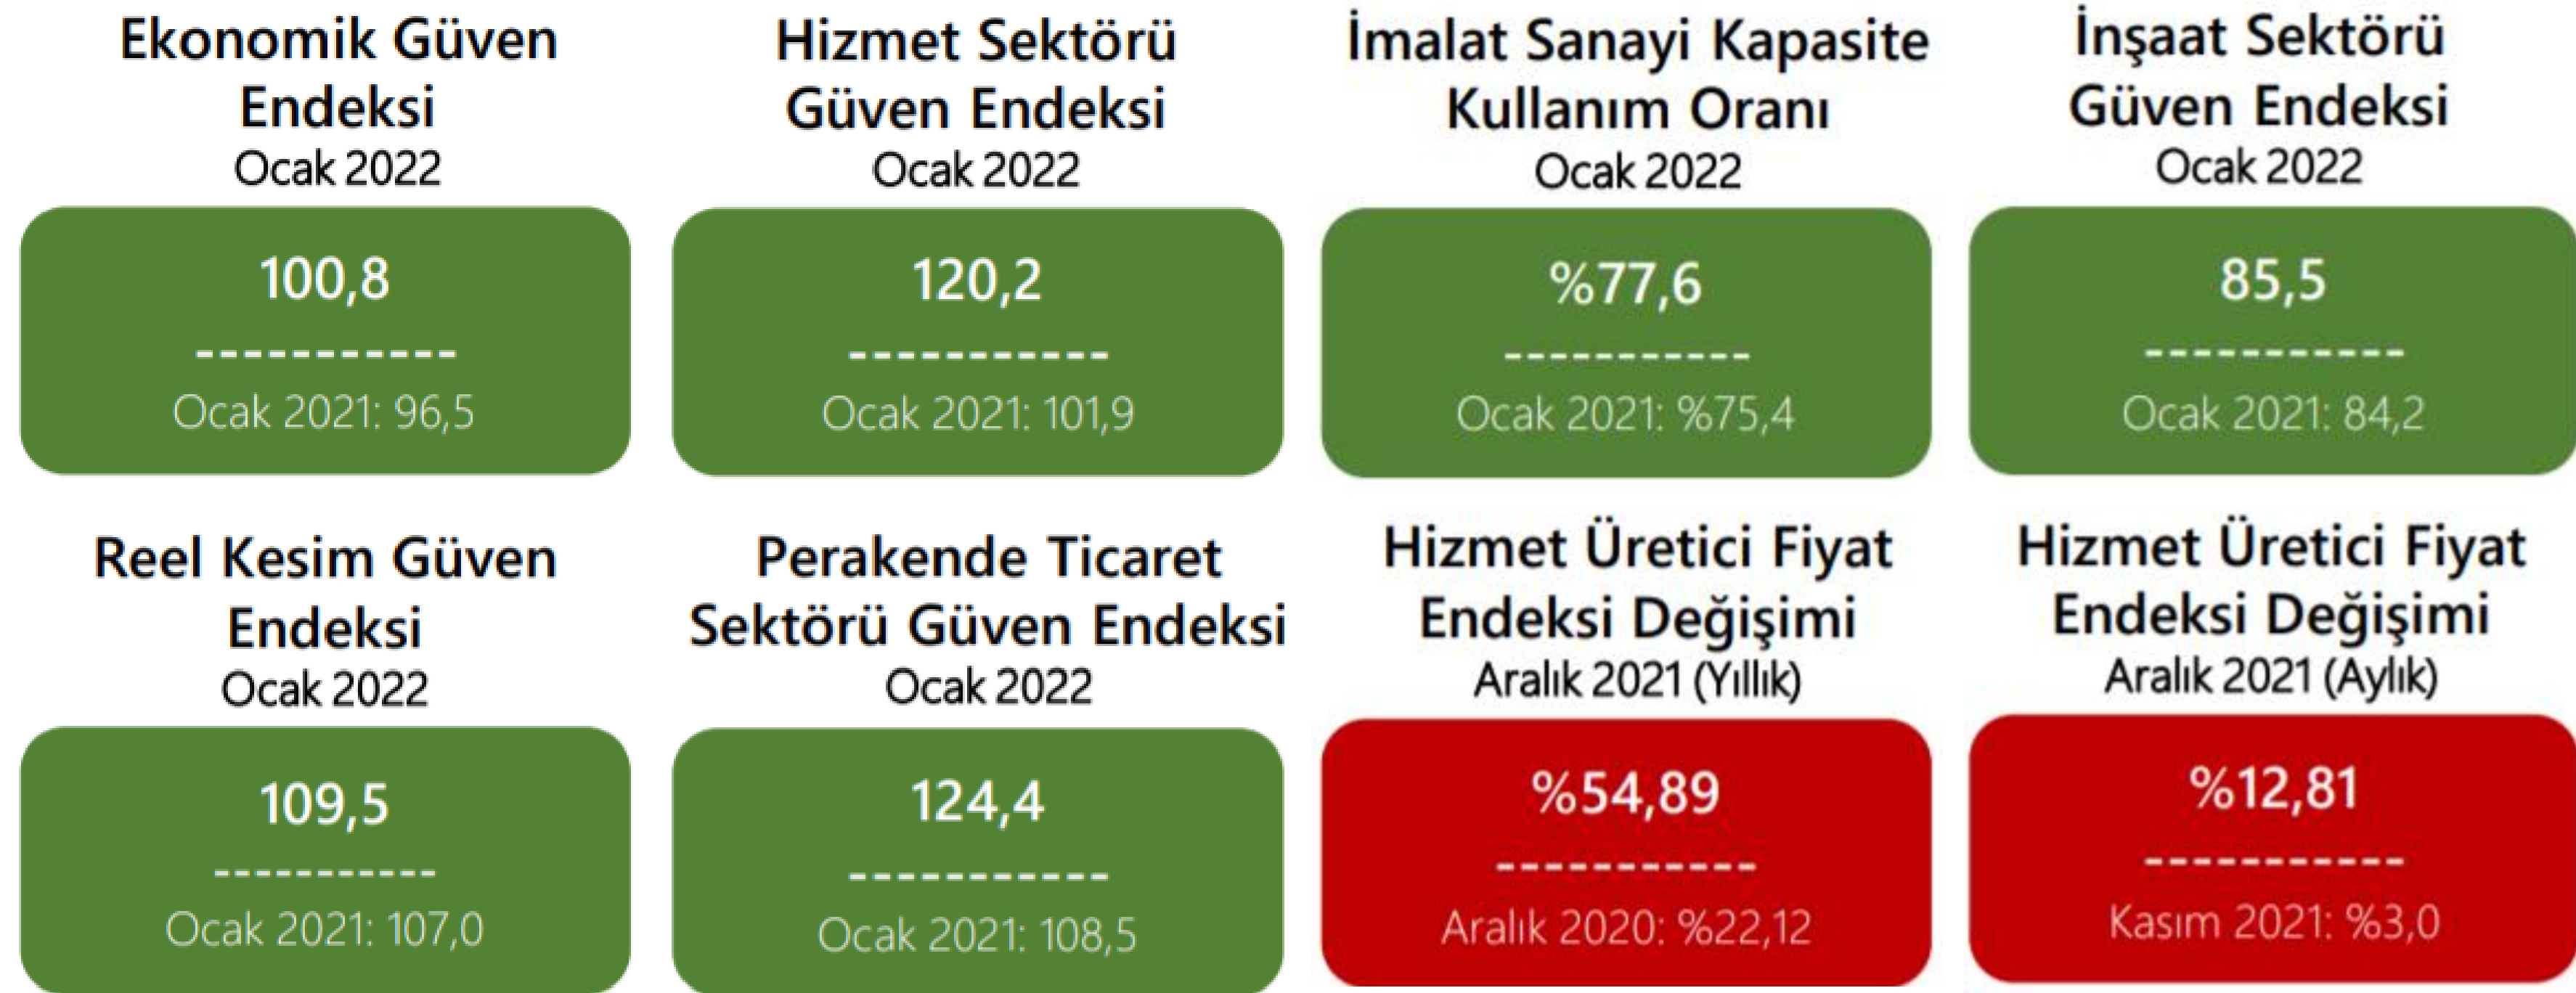 Ekonomik Güven
Endeksi
Ocak 2022
100,8
-----------
Ocak 2021: 96,5
Hizmet Sektörü
Güven Endeksi
Ocak 2022
120,2
-----------
Ocak 2021: 101,9
İmalat Sanayi Kapasite
Kullanım Oranı
Ocak 2022
%77,6
-----------
Ocak 2021: %75,4
İnşaat Sektörü
Güven Endeksi
Ocak 2022
85,5
-----------
Ocak 2021: 84,2
Reel Kesim Güven
Endeksi
Ocak 2022
109,5
-----------
Ocak 2021: 107,0
Perakende Ticaret
Sektörü Güven Endeksi
Ocak 2022
124,4
-----------
Ocak 2021: 108,5
Hizmet Üretici Fiyat
Endeksi Değişimi
Aralık 2021 (Yıllık)
%54,89
-----------
Aralık 2020: %22,12
Hizmet Üretici Fiyat
Endeksi Değişimi
Aralık 2021 (Aylık)
%12,81
-----------
Kasım 2021: %3,0